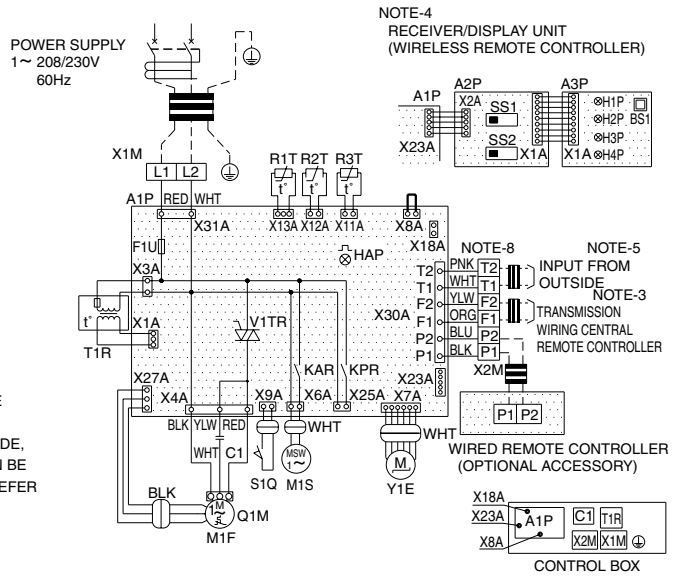 NOTE-4
RECEIVER/DISPLAY UNIT
(WIRELESS REMOTE CONTROLLER)
POWER SUPPLY
1~ 208/230V
60Hz
A1P
X23A
A2P
X2A
SS1
SS2
X1A
A3P
X1A
H1P
H2P
H3P
H4P
BS1
X1M
L1 L2
R1T R2T R3T
t° t° t°
A1P RED WHT
X31A
X13A X12A X11A
X8A
X18A
F1U
HAP
X3A
t°
T1R
X1A
V1TR
X30A
T2 PNK T2
T1 WHT T1
F2 YLW F2
F1 ORG F1
P2 BLU P2
P1 BLK P1
NOTE-8
NOTE-5
INPUT FROM
OUTSIDE
NOTE-3
TRANSMISSION
WIRING CENTRAL
REMOTE CONTROLLER
X2M
X27A
X4A
X9A
KAR
X6A
KPR
X25A
X23A
X7A
BLK YLW RED
WHT C1
WHT
WHT
S1Q
MSW
1~
M1S
M
Y1E
P1 P2
WIRED REMOTE CONTROLLER
(OPTIONAL ACCESSORY)
E
DE,
N BE
EFER
BLK
M
1~
Q1M
M1F
X18A
X23A
X8A
A1P
C1 T1R
X2M X1M
CONTROL BOX